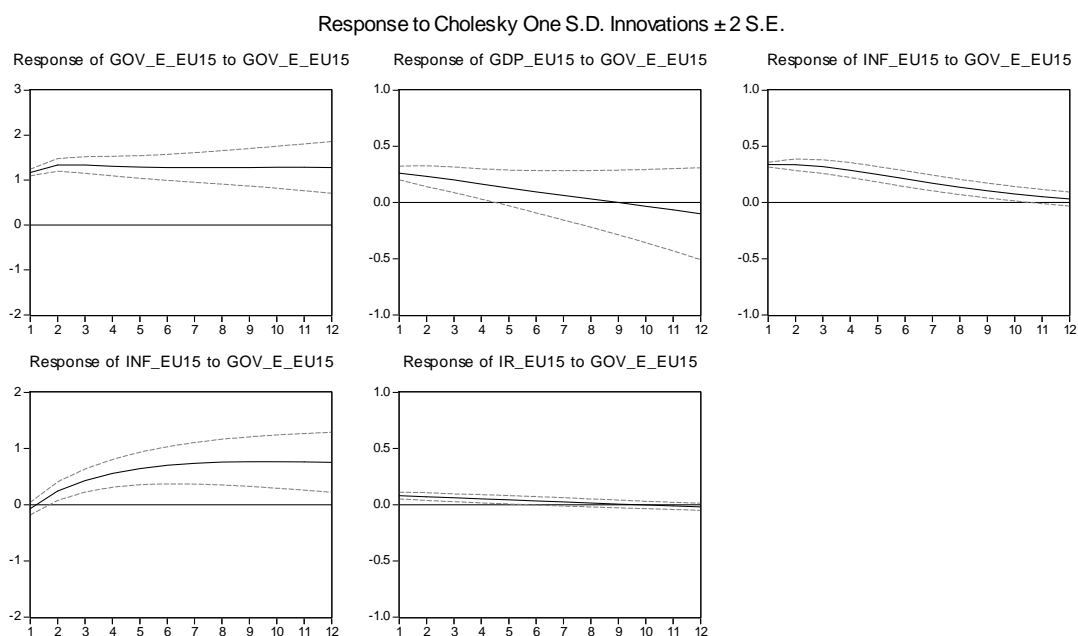 Response to Cholesky One S.D. Innovations ± 2 S.E.
Response of GOV_E_EU15 to GOV_E_EU15
3
2
1
0
-1
-2
1 2 3 4 5 6 7 8 9 10 11 12
Response of GDP_EU15 to GOV_E_EU15
1.0
0.5
0.0
-0.5
-1.0
1 2 3 4 5 6 7 8 9 10 11 12
Response of INF_EU15 to GOV_E_EU15
1.0
0.5
0.0
-0.5
-1.0
1 2 3 4 5 6 7 8 9 10 11 12
Response of INF_EU15 to GOV_E_EU15
2
1
0
-1
-2
1 2 3 4 5 6 7 8 9 10 11 12
Response of IR_EU15 to GOV_E_EU15
1.0
0.5
0.0
-0.5
-1.0
1 2 3 4 5 6 7 8 9 10 11 12